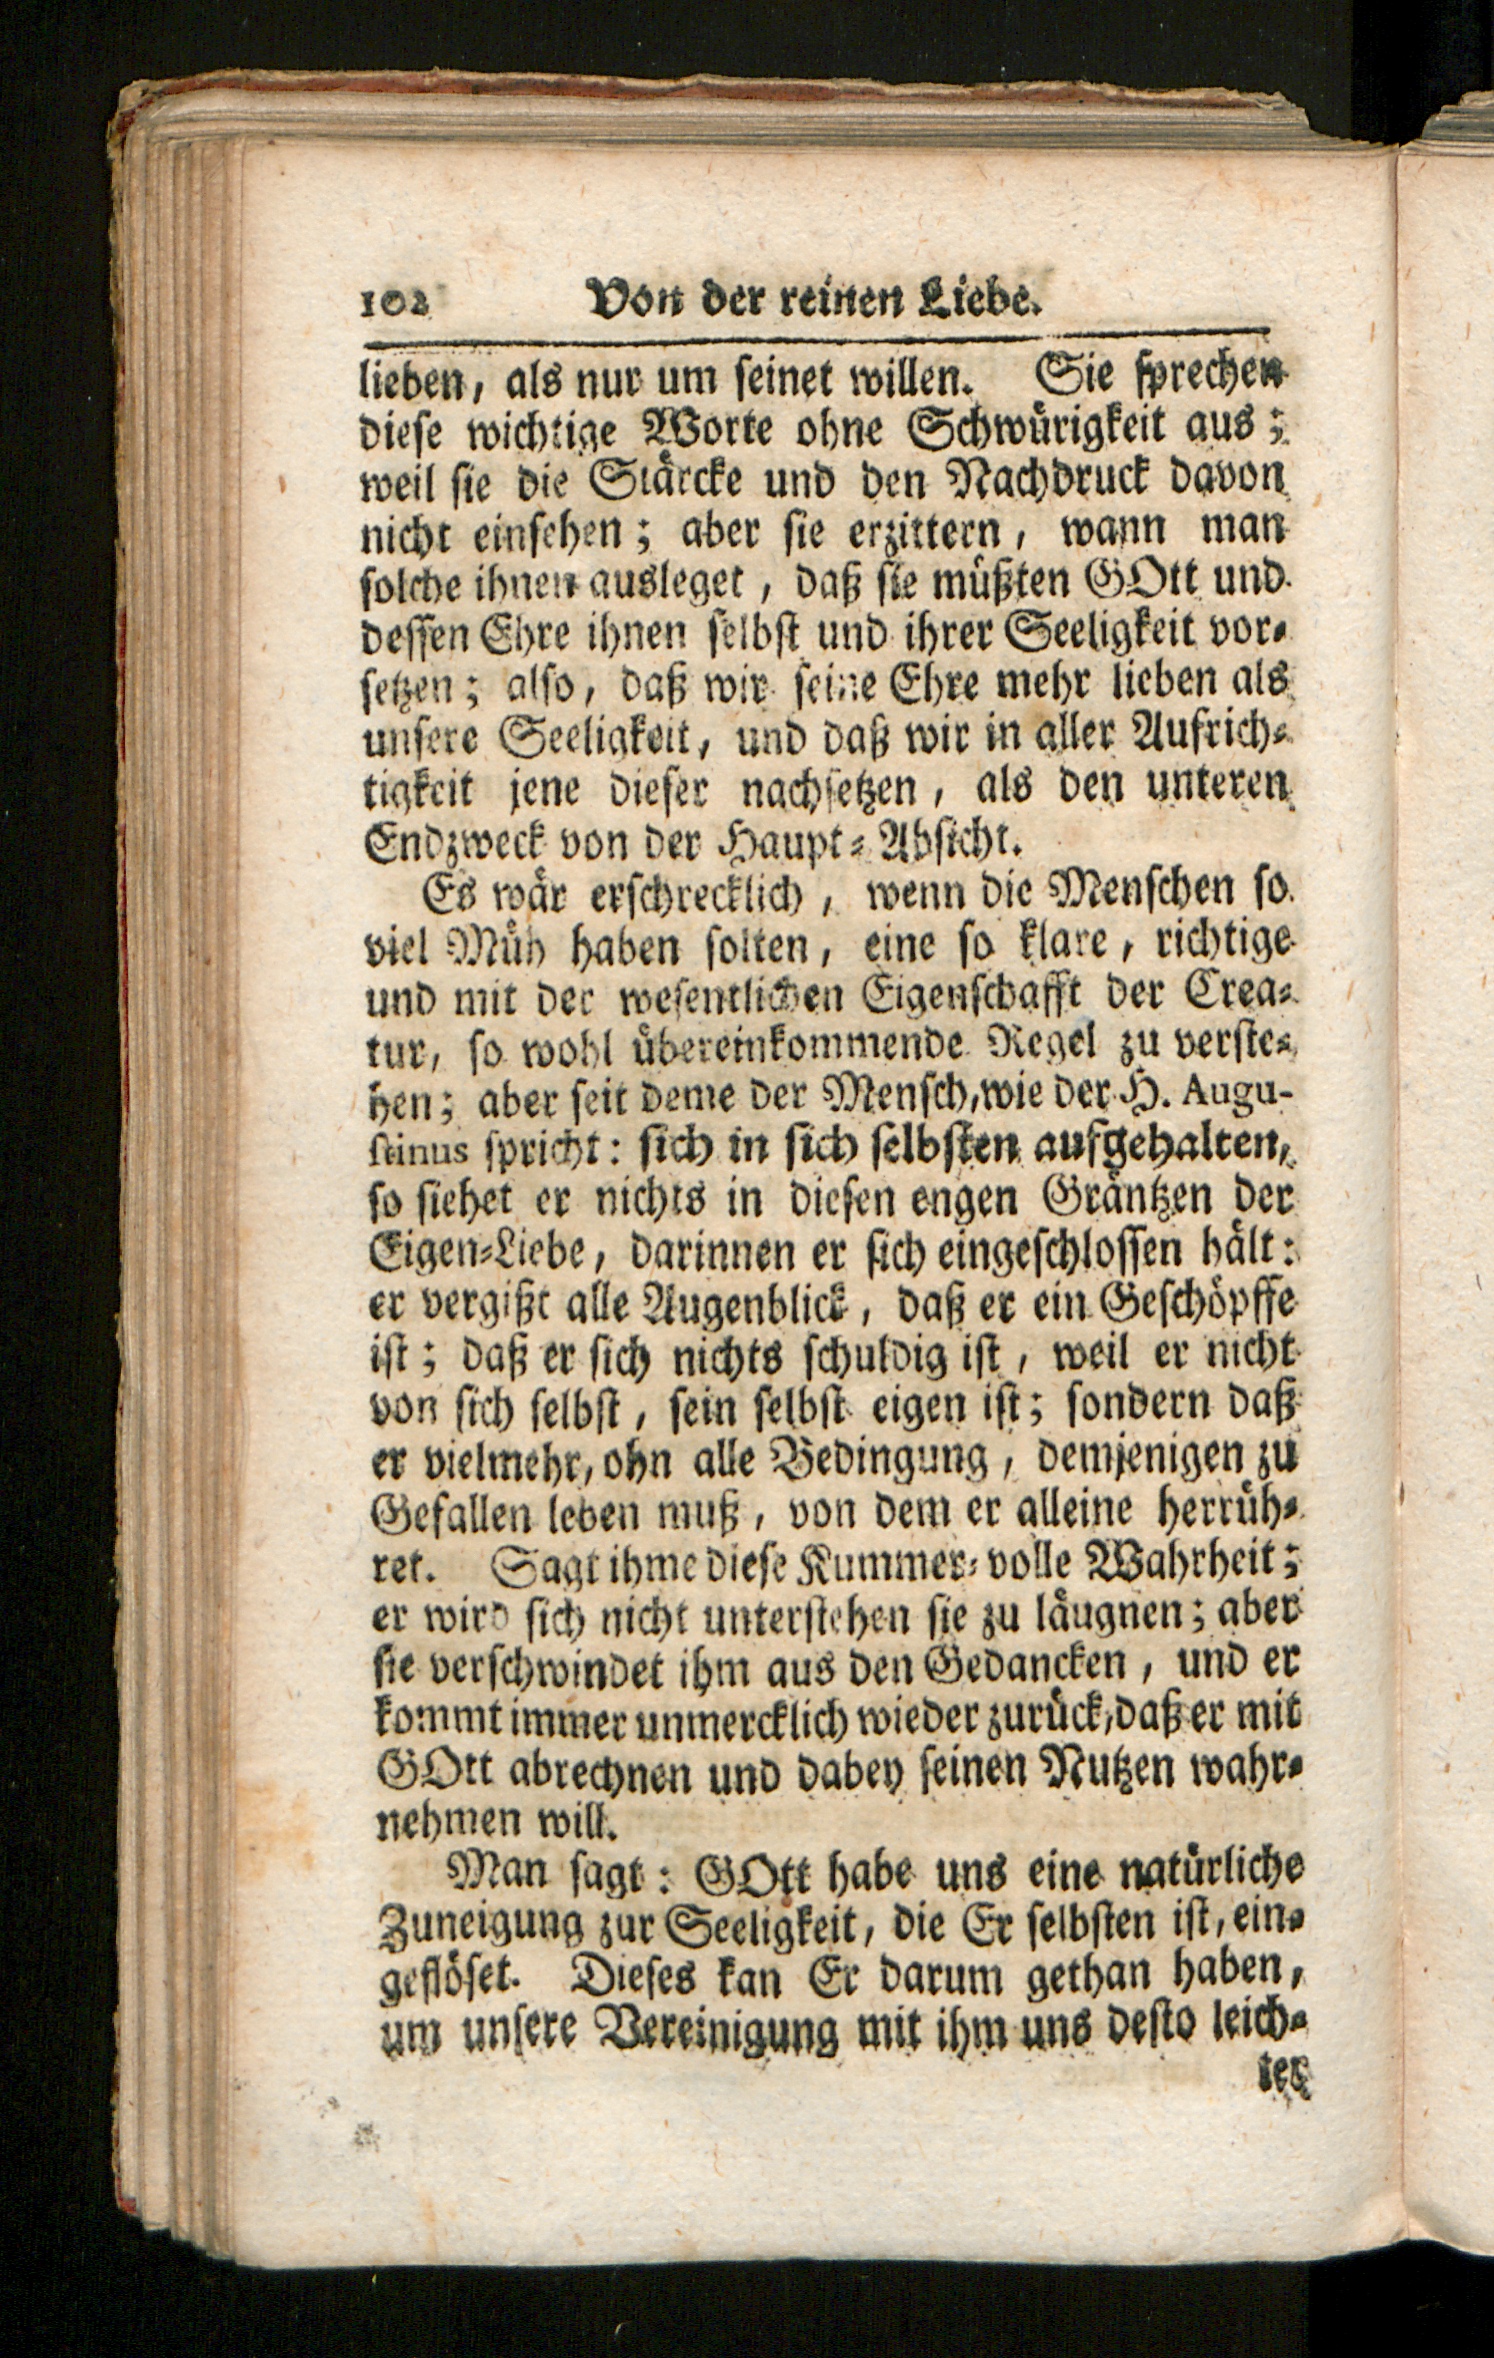 102 Von der reinen Liebe.
lieben, als nur um seinet willen. Sie sprechen
diese wichtige Worte ohne Schwürigkeit aus;
weil sie die Stärcke und den Nachdruck davon
nicht einsehen; aber sie erzittern, wann man
solche ihnen ausleget, daß sie müßten GOtt und
dessen Ehre ihnen selbst und ihrer Seeligkeit vor-
setzen; also, daß wir seine Ehre mehr lieben als
unsere Seeligkeit, und daß wir in aller Aufrich-
tigkeit jene dieser nachsetzen, als den unteren
Endzweck von der Haupt-Absicht.
Es wär erschrecklich, wenn die Menschen so
viel Müh haben solten, eine so klare, richtige
und mit der wesentlichen Eigenschafft der Crea-
tur, so wohl übereinkommende Regel zu verste-
hen; aber seit deme der Mensch, wie der H. Augu-
stinus spricht: sich in sich selbsten aufgehalten,
so siehet er nichts in diesen engen Gräntzen der
Eigen-Liebe, darinnen er sich eingeschlossen hält:
er vergißt alle Augenblick, daß er ein Geschöpffe
ist; daß er sich nichts schuldig ist, weil er nicht
von sich selbst, sein selbst eigen ist; sondern daß
er vielmehr, ohn alle Bedingung, demjenigen zu
Gefallen leben muß, von dem er alleine herrüh-
ret. Sagt ihme diese Kummer-volle Wahrheit;
er wird sich nicht unterstehen sie zu läugnen; aber
sie verschwindet ihm aus den Gedancken, und er
kommt immer unmercklich wieder zurück, daß er mit
GOtt abrechnen und dabey seinen Nutzen wahr-
nehmen will.
Man sagt: GOtt habe uns eine natürliche
Zuneigung zur Seeligkeit, die Er selbsten ist, ein-
geflöset. Dieses kan Er darum gethan haben,
um unsere Vereinigung mit ihm uns desto leich-
ter